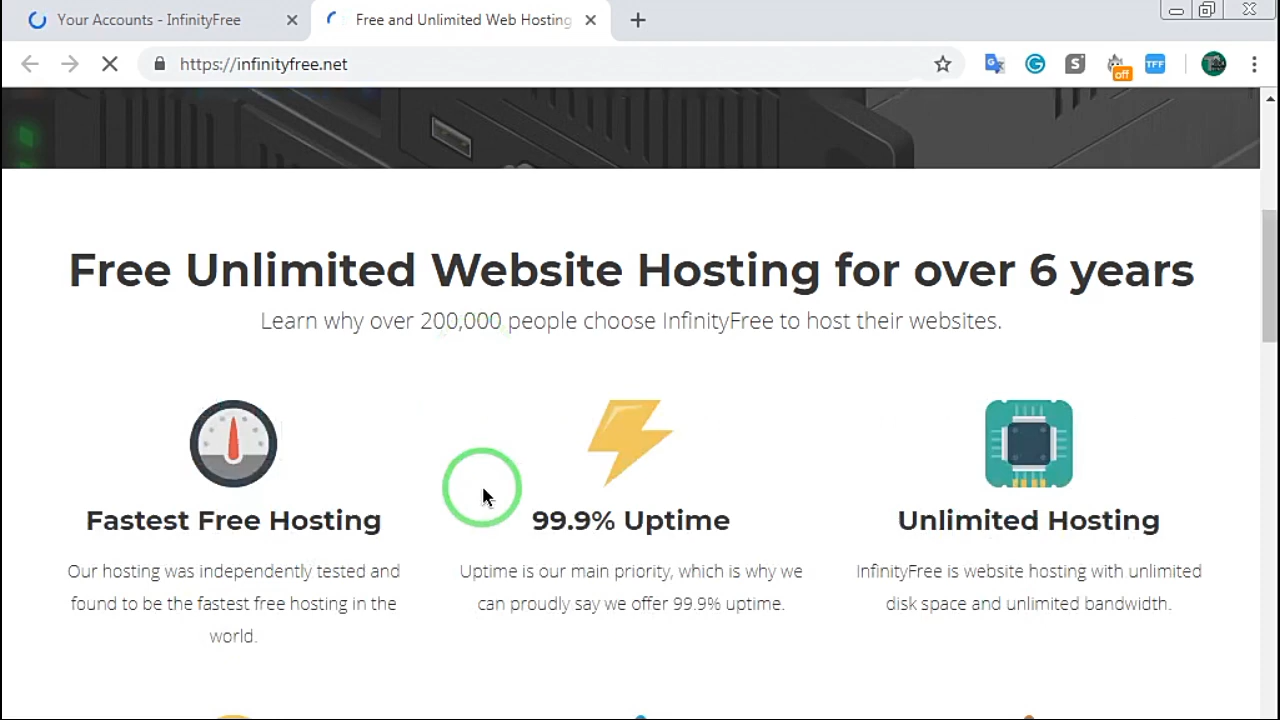 Your Accounts - InfinityFree
Free and Unlimited Web Hosting
https://infinityfree.net
S
off
TFF
Free Unlimited Website Hosting for over 6 years
Learn why over 200,000 people choose InfinityFree to host their websites.
Fastest Free Hosting
Our hosting was independently tested and
found to be the fastest free hosting in the
world.
99.9% Uptime
Uptime is our main priority, which is why we
can proudly say we offer 99.9% uptime.
Unlimited Hosting
InfinityFree is website hosting with unlimited
disk space and unlimited bandwidth.